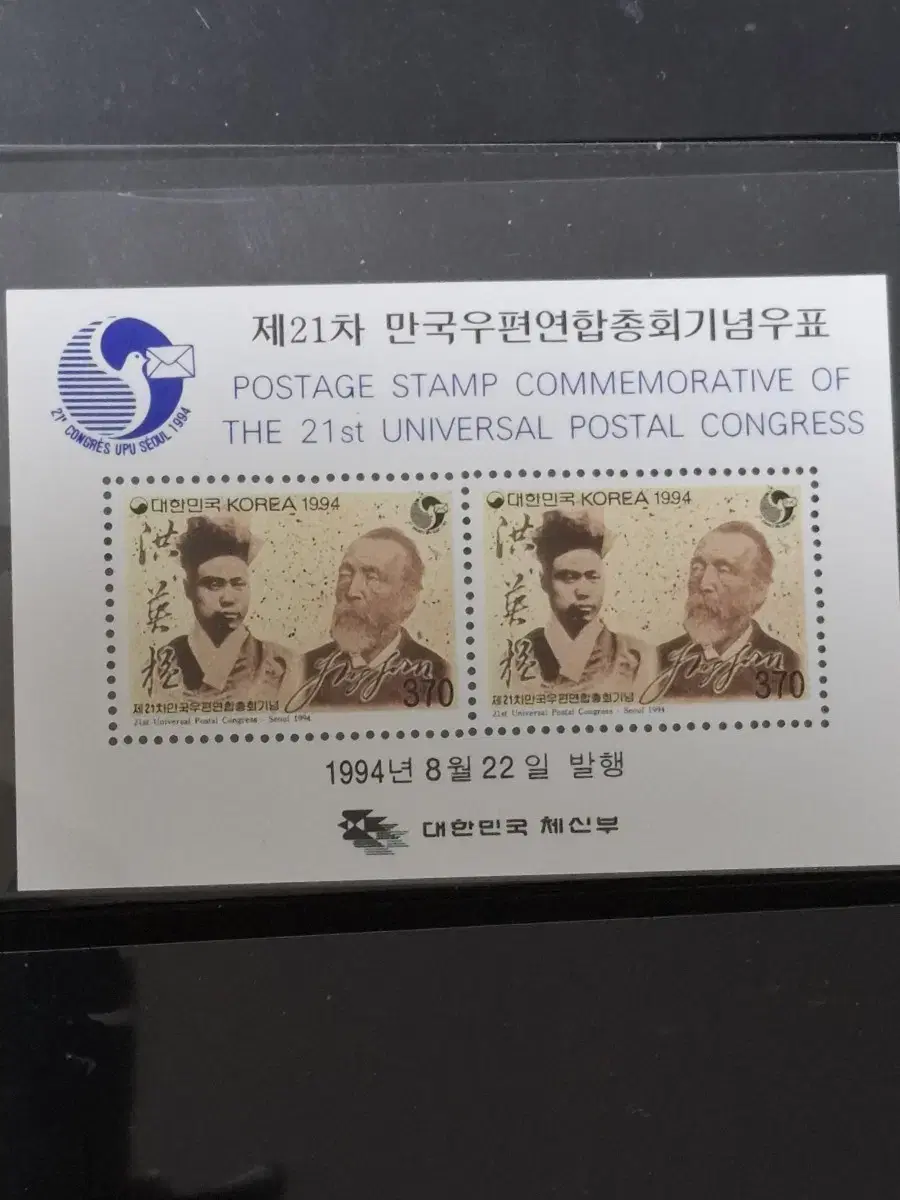 제21차 만국우편연합총회기념우표
POSTAGE STAMP COMMEMORATIVE OF
THE 21st UNIVERSAL POSTAL CONGRESS
21e CONGRÈS UPU SÉOUL 1994
대한민국 KOREA 1994
洪
英
植
370
제21차만국우편연합총회기념
21st Universal Postal Congress - Seoul 1994
대한민국 KOREA 1994
洪
英
植
370
제21차만국우편연합총회기념
21st Universal Postal Congress - Seoul 1994
1994년 8월 22일 발행
대한민국 체신부